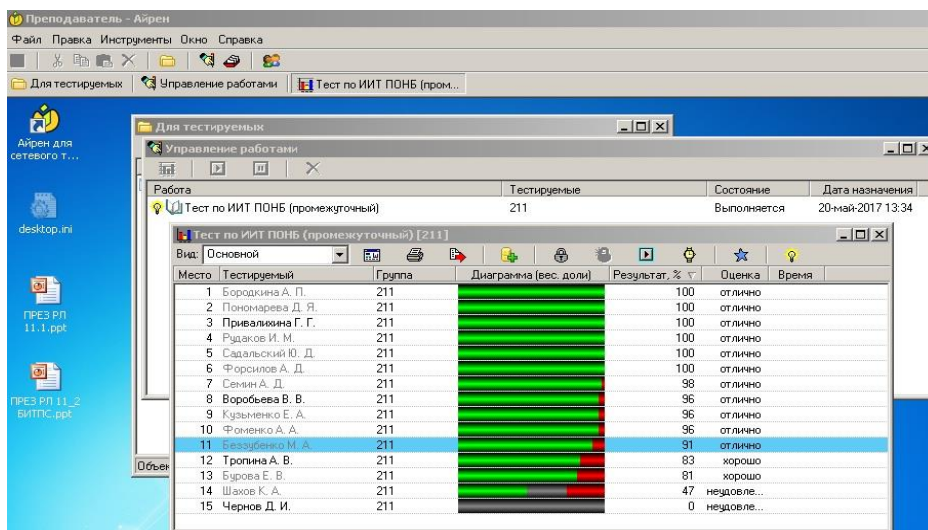 Преподаватель - Айрен
Файл Правка Инструменты Окно Справка
Для тестируемых Управление работами Тест по ИИТ ПОНБ (пром...
Айрен для
сетевого т...
desktop.ini
ПРЕЗ РЛ
11.1.ppt
ПРЕЗ РЛ 11_2
БИТПС.ppt
Для тестируемых
Управление работами
Работа Тестируемые Состояние Дата назначения
Тест по ИИТ ПОНБ (промежуточный) 211 Выполняется 20-май-2017 13:34
Тест по ИИТ ПОНБ (промежуточный) [211]
Вид: Основной
Место Тестируемый Группа Диаграмма (вес. доли) Результат, % Оценка Время
1 Бородкина А. П. 211 100 отлично
2 Пономарева Д. Я. 211 100 отлично
3 Привалихина Г. Г. 211 100 отлично
4 Рудаков И. М. 211 100 отлично
5 Садальский Ю. Д. 211 100 отлично
6 Форсилов А. Д. 211 100 отлично
7 Семин А. Д. 211 98 отлично
8 Воробьева В. В. 211 96 отлично
9 Кузьменко Е. А. 211 96 отлично
10 Фоменко А. А. 211 96 отлично
11 Беззубенко М. А. 211 91 отлично
12 Тропина А. В. 211 83 хорошо
13 Бурова Е. В. 211 81 хорошо
14 Шахов К. А. 211 47 неудовле...
15 Чернов Д. И. 211 0 неудовле...
Объек